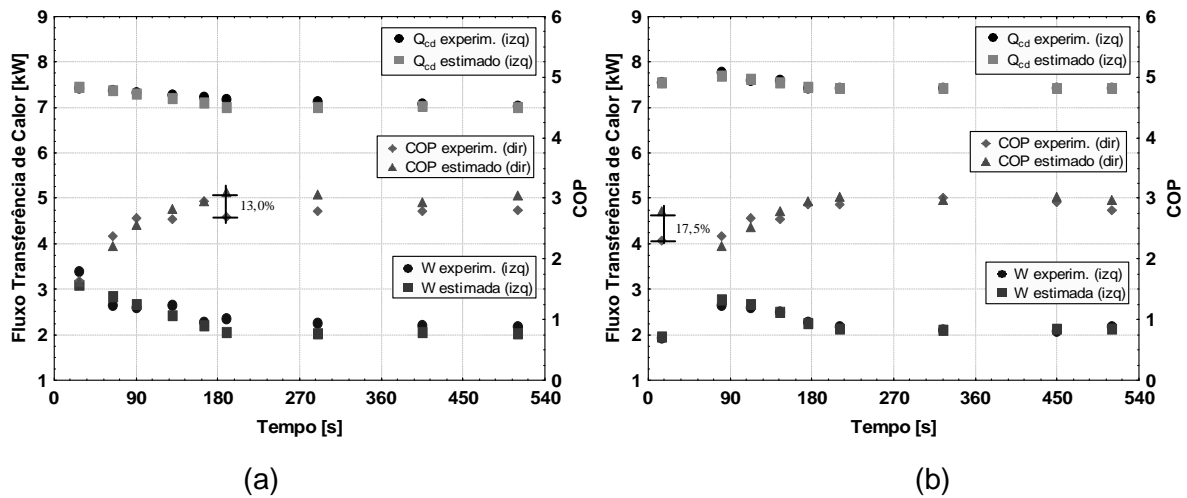 Fluxo Transferência de Calor [kW]
9
8
7
6
5
4
3
2
1
0
90
180
270
360
450
540
Tempo [s]
6
5
4
3
2
1
0
COP
Q_cd experim. (izq)
Q_cd estimado (izq)
COP experim. (dir)
COP estimado (dir)
13,0%
W experim. (izq)
W estimada (izq)
(a)
Fluxo Transferência de Calor [kW]
9
8
7
6
5
4
3
2
1
0
90
180
270
360
450
540
Tempo [s]
6
5
4
3
2
1
0
COP
Q_cd experim. (izq)
Q_cd estimado (izq)
COP experim. (dir)
COP estimado (dir)
17,5%
W experim. (izq)
W estimada (izq)
(b)